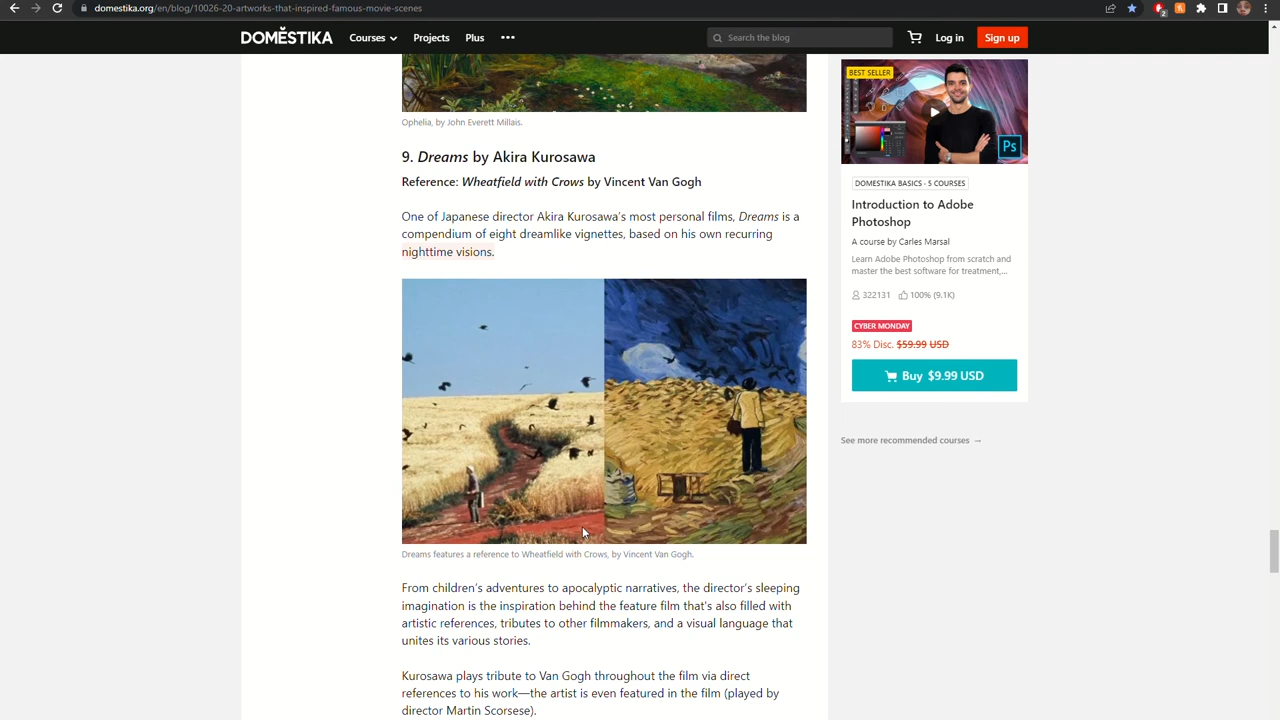 domestika.org/en/blog/10026-20-artworks-that-inspired-famous-movie-scenes
2
DOMĚSTIKA
Courses
Projects
Plus
Search the blog
Log in
Sign up
Ophelia, by John Everett Millais.
9. Dreams by Akira Kurosawa
Reference: Wheatfield with Crows by Vincent Van Gogh
One of Japanese director Akira Kurosawa's most personal films, Dreams is a
compendium of eight dreamlike vignettes, based on his own recurring
nighttime visions.
Dreams features a reference to Wheatfield with Crows, by Vincent Van Gogh.
From children's adventures to apocalyptic narratives, the director's sleeping
imagination is the inspiration behind the feature film that's also filled with
artistic references, tributes to other filmmakers, and a visual language that
unites its various stories.
Kurosawa plays tribute to Van Gogh throughout the film via direct
references to his work—the artist is even featured in the film (played by
director Martin Scorsese).
BEST SELLER
Ps
DOMESTIKA BASICS · 5 COURSES
Introduction to Adobe
Photoshop
A course by Carles Marsal
Learn Adobe Photoshop from scratch and
master the best software for treatment,...
322131 100% (9.1K)
CYBER MONDAY
83% Disc. $59.99 USD
Buy $9.99 USD
See more recommended courses →